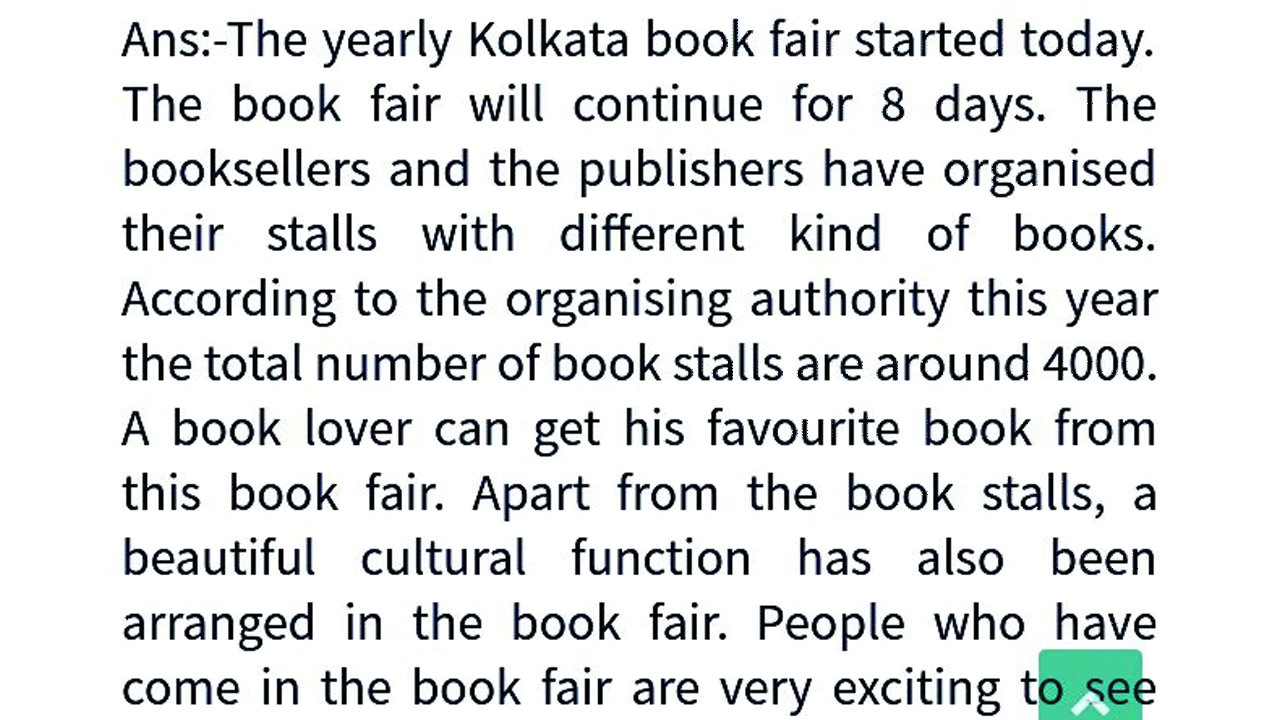 Ans:-The yearly Kolkata book fair started today.
The book fair will continue for 8 days. The
booksellers and the publishers have organised
their stalls with different kind of books.
According to the organising authority this year
the total number of book stalls are around 4000.
A book lover can get his favourite book from
this book fair. Apart from the book stalls, a
beautiful cultural function has also been
arranged in the book fair. People who have
come in the book fair are very exciting to see